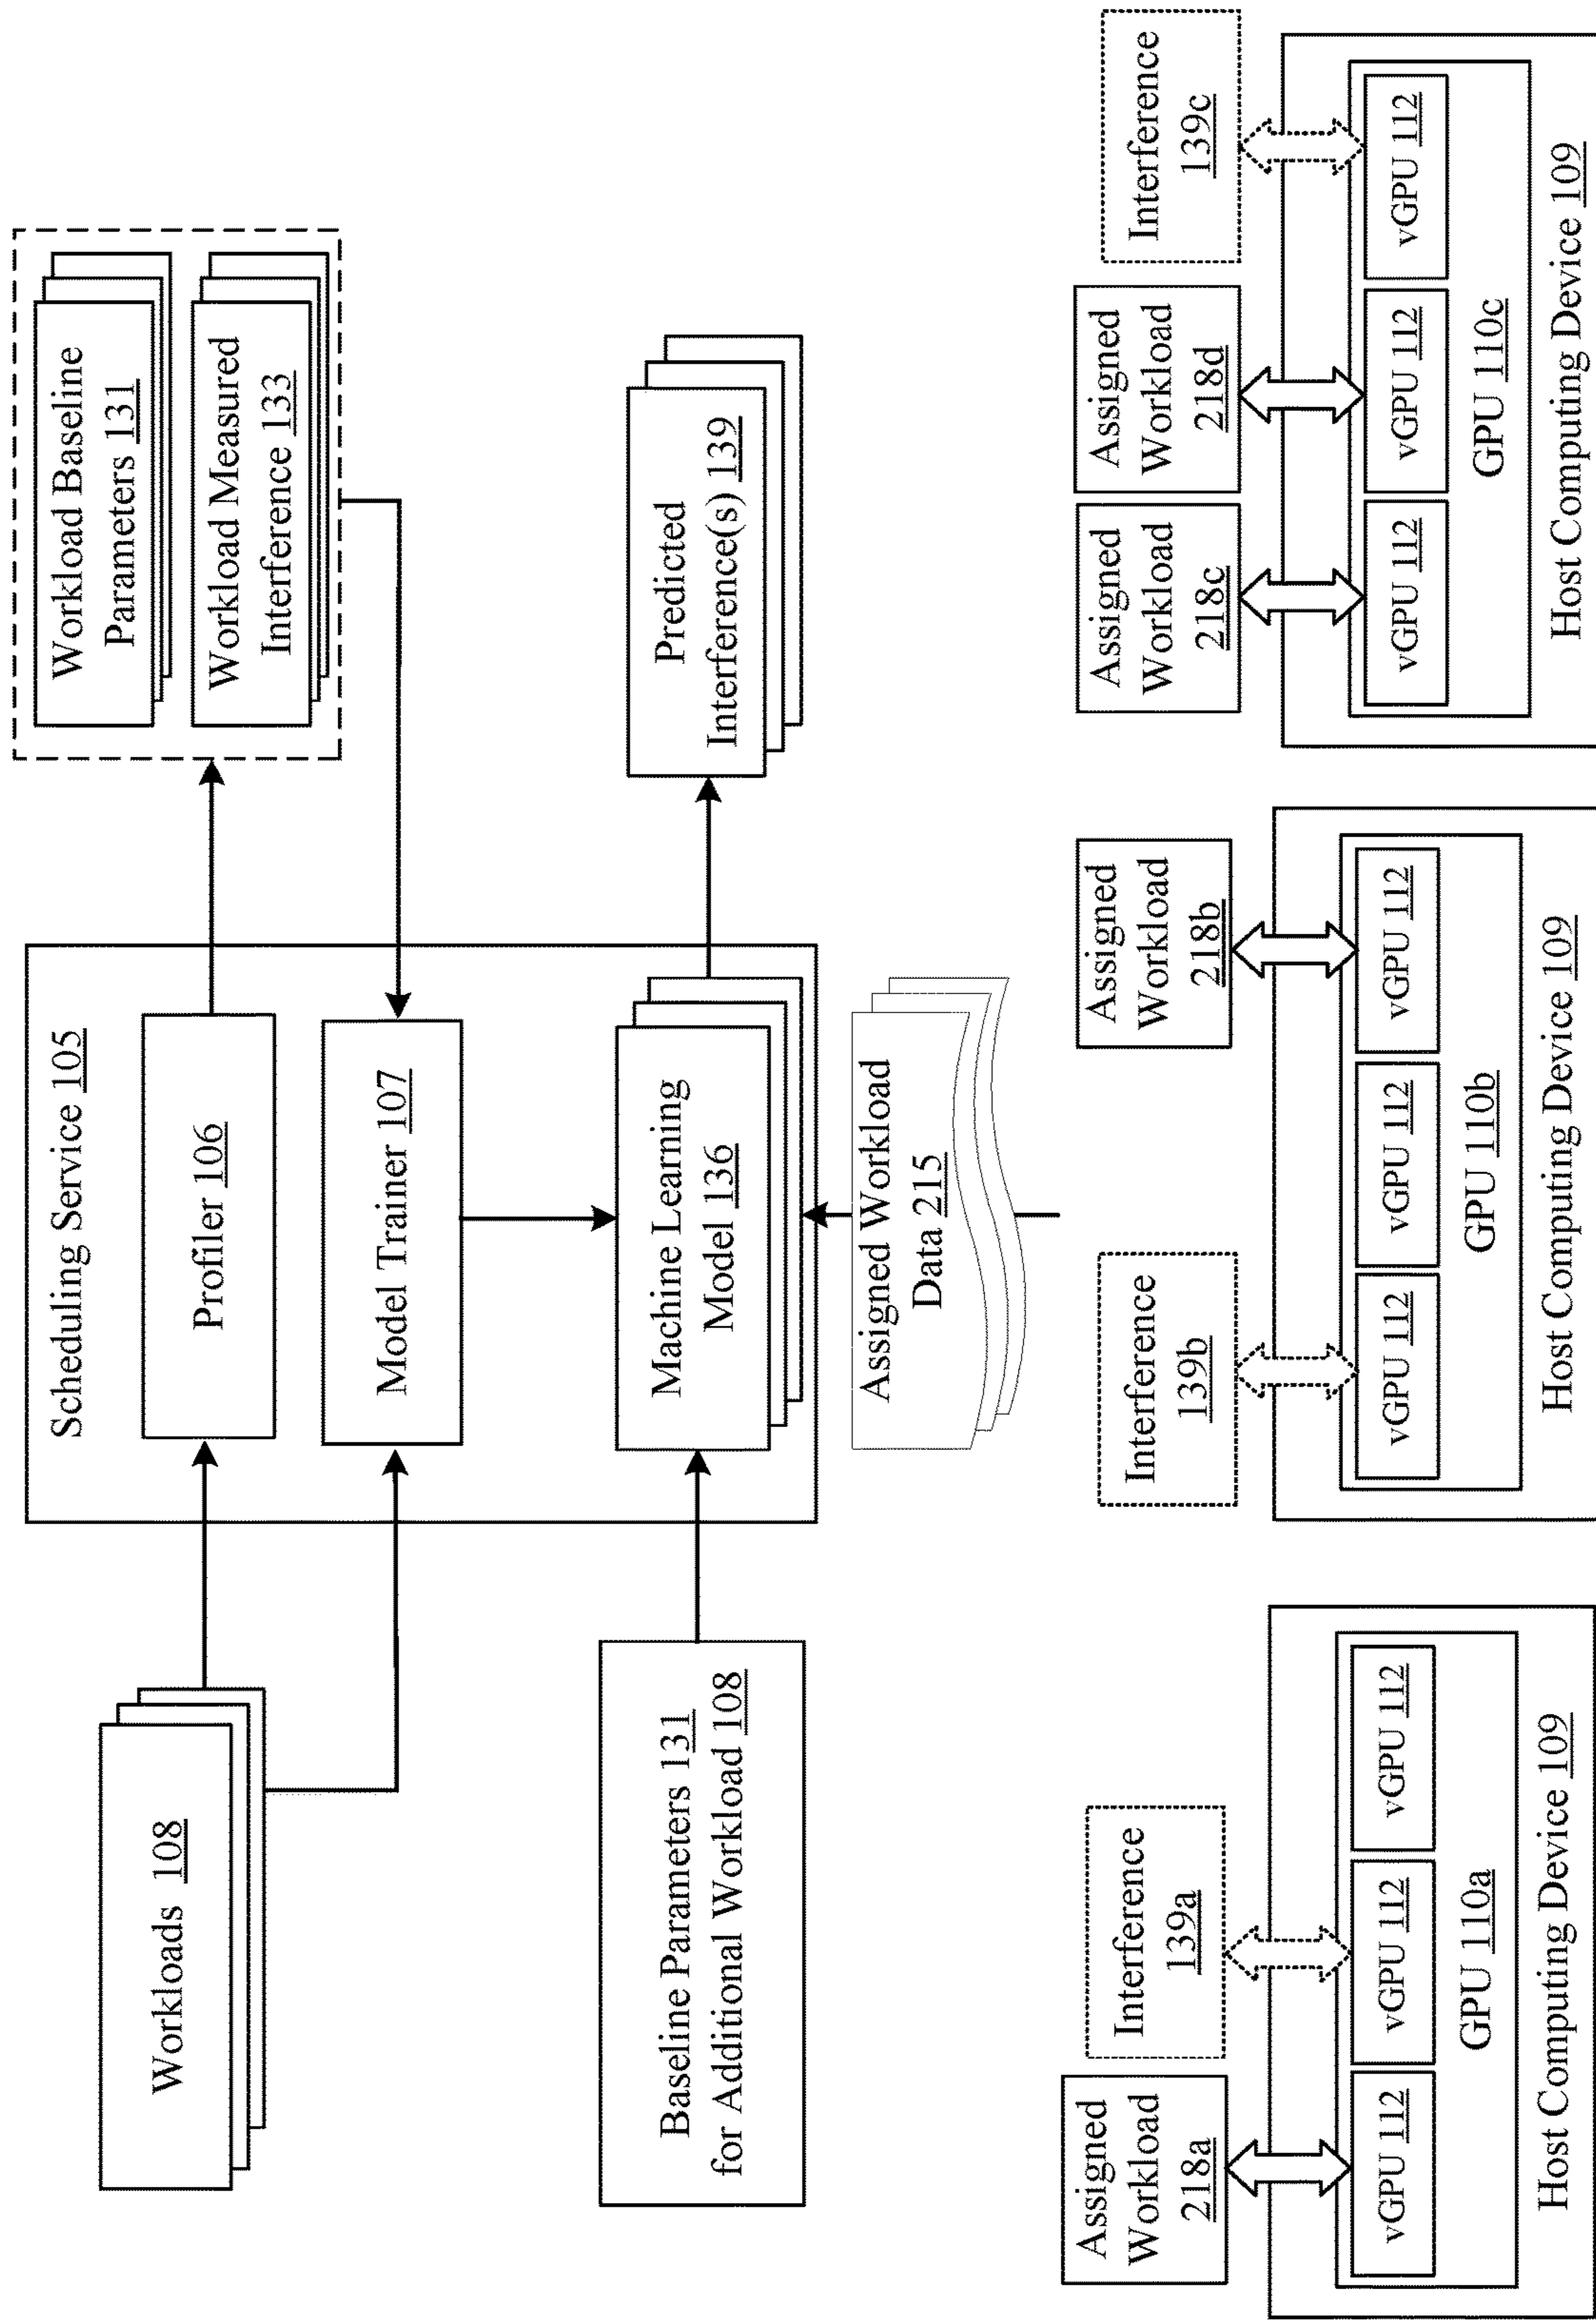 Workloads 108
Scheduling Service 105
Profiler 106
Model Trainer 107
Workload Baseline
Parameters 131
Workload Measured
Interference 133
Baseline Parameters 131
for Additional Workload 108
Machine Learning
Model 136
Predicted
Interference(s) 139
Assigned Workload
Data 215
Assigned
Workload
218a
Interference
139a
vGPU 112
vGPU 112
vGPU 112
GPU 110a
Host Computing Device 109
Interference
139b
Assigned
Workload
218b
vGPU 112
vGPU 112
vGPU 112
GPU 110b
Host Computing Device 109
Assigned
Workload
218c
Assigned
Workload
218d
Interference
139c
vGPU 112
vGPU 112
vGPU 112
GPU 110c
Host Computing Device 109